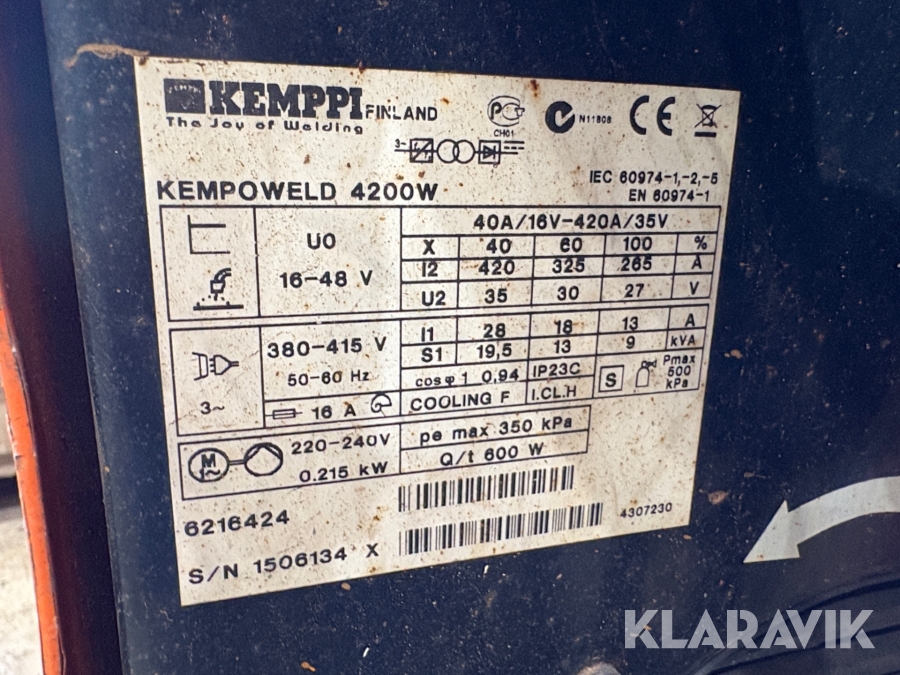 KEMPPI FINLAND
The Joy of Welding
CH01
N11808
CE
3~
IEC 60974-1,-2,-5
EN 60974-1
KEMPOWELD 4200W
40A/16V-420A/35V
U0
16-48 V
X 40 60 100 %
I2 420 325 265 A
U2 35 30 27 V
380-415 V
50-60 Hz
3~
16 A
I1 28 18 13 A
S1 19,5 13 9 kVA
cos φ 1 0,94 IP23C
COOLING F I.CL.H
S
Pmax
500
kPa
M
1~
220-240V
0.215 kW
pe max 350 kPa
Q/t 600 W
6216424
S/N 1506134 X
4307230
KLARAVIK